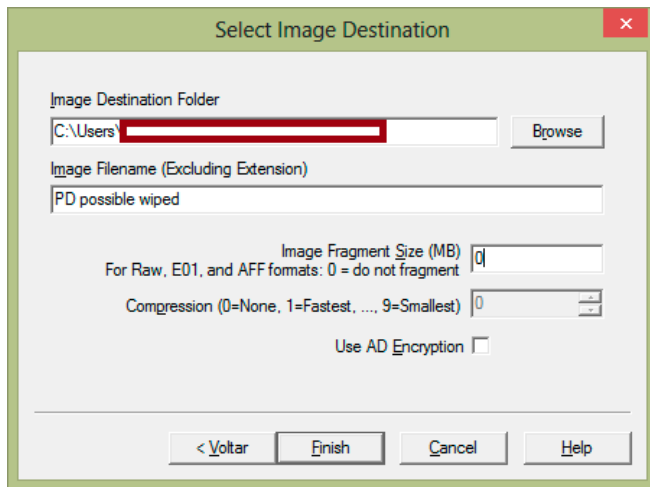 Select Image Destination
Image Destination Folder
C:\Users\
Browse
Image Filename (Excluding Extension)
PD possible wiped
Image Fragment Size (MB)
For Raw, E01, and AFF formats: 0 = do not fragment
0
Compression (0=None, 1=Fastest, ..., 9=Smallest)
0
Use AD Encryption
< Voltar
Finish
Cancel
Help